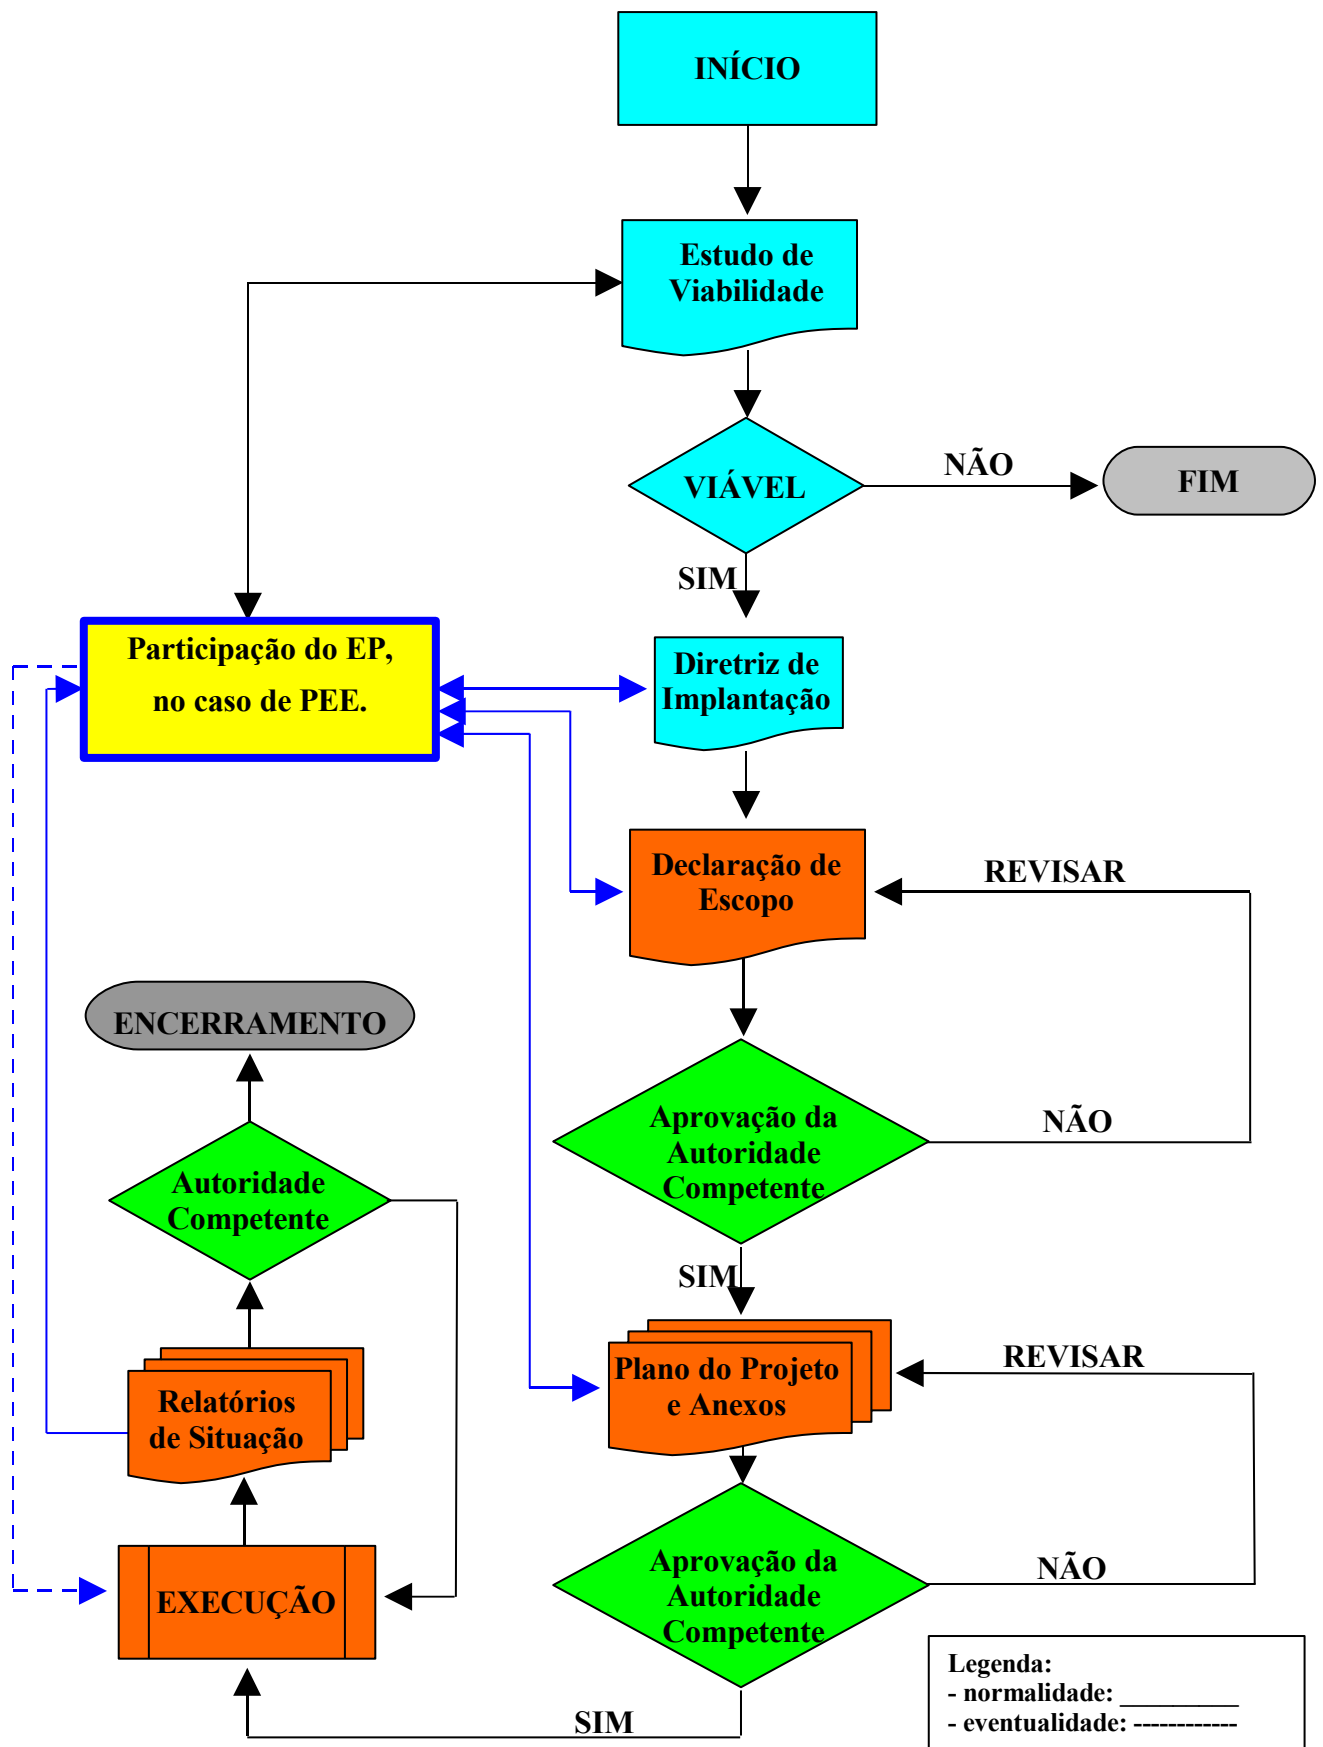 INÍCIO
Estudo de
Viabilidade
VIÁVEL
NÃO
FIM
SIM
Participação do EP,
no caso de PEE.
Diretriz de
Implantação
Declaração de
Escopo
REVISAR
ENCERRAMENTO
Aprovação da
Autoridade
Competente
NÃO
Autoridade
Competente
SIM
Plano do Projeto
e Anexos
REVISAR
Relatórios
de Situação
Aprovação da
Autoridade
Competente
NÃO
EXECUÇÃO
SIM
Legenda:
- normalidade: _________
- eventualidade: ------------